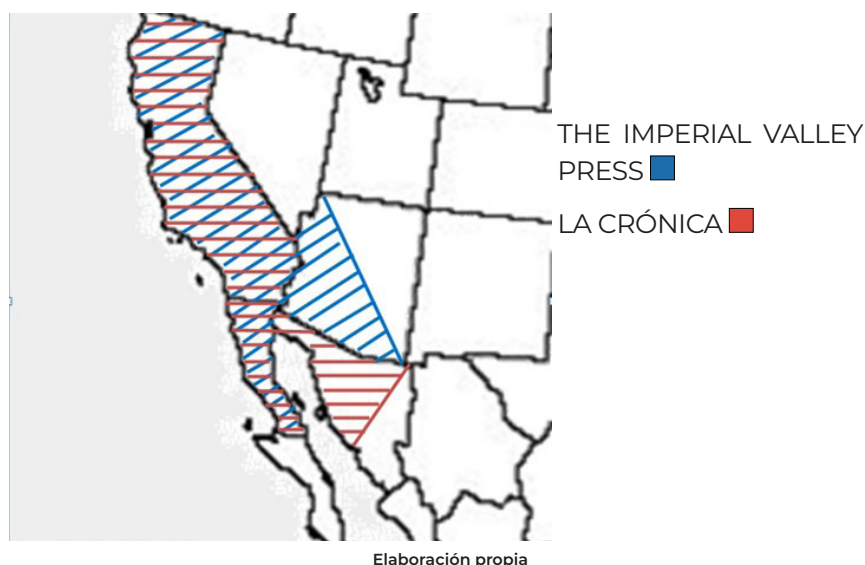 THE IMPERIAL VALLEY
PRESS
LA CRÓNICA
Elaboración propia